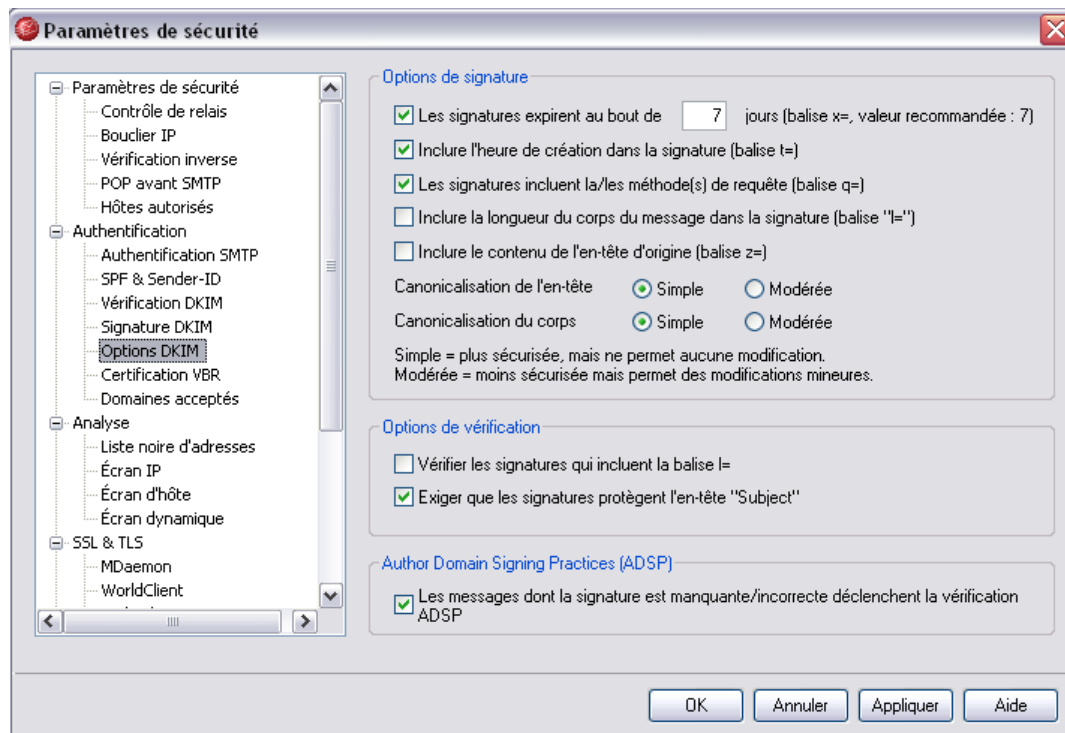 Paramètres de sécurité
Paramètres de sécurité
Contrôle de relais
Bouclier IP
Vérification inverse
POP avant SMTP
Hôtes autorisés
Authentification
Authentification SMTP
SPF & Sender-ID
Vérification DKIM
Signature DKIM
Options DKIM
Certification VBR
Domaines acceptés
Analyse
Liste noire d'adresses
Écran IP
Écran d'hôte
Écran dynamique
SSL & TLS
MDaemon
WorldClient
Options de signature
Les signatures expirent au bout de 7 jours (balise x=, valeur recommandée : 7)
Inclure l'heure de création dans la signature (balise t=)
Les signatures incluent la/les méthode(s) de requête (balise q=)
Inclure la longueur du corps du message dans la signature (balise "l=")
Inclure le contenu de l'en-tête d'origine (balise z=)
Canonicalisation de l'en-tête Simple Modérée
Canonicalisation du corps Simple Modérée
Simple = plus sécurisée, mais ne permet aucune modification.
Modérée = moins sécurisée mais permet des modifications mineures.
Options de vérification
Vérifier les signatures qui incluent la balise l=
Exiger que les signatures protègent l'en-tête "Subject"
Author Domain Signing Practices (ADSP)
Les messages dont la signature est manquante/incorrecte déclenchent la vérification
ADSP
OK Annuler Appliquer Aide